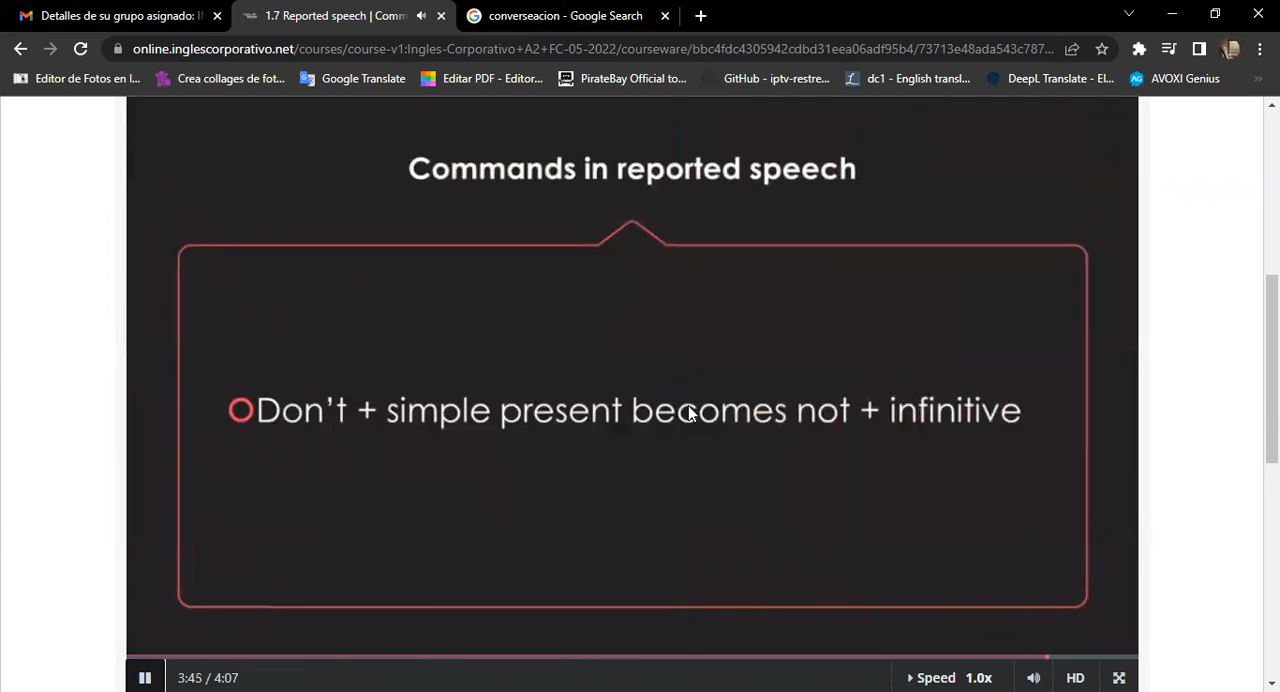 Detalles de su grupo asignado: I
1.7 Reported speech | Comm
converseacion - Google Search
online.inglescorporativo.net/courses/course-v1:Ingles-Corporativo+A2+FC-05-2022/courseware/bbc4fdc4305942cdbd31eea06adf95b4/73713e48ada543c787...
Editor de Fotos en l...
Crea collages de fot...
Google Translate
Editar PDF - Editor...
PirateBay Official to...
GitHub - iptv-restre...
dc1 - English transl...
DeepL Translate - El...
AVOXI Genius
Commands in reported speech
Don't + simple present becomes not + infinitive
3:45 / 4:07
Speed 1.0x
HD